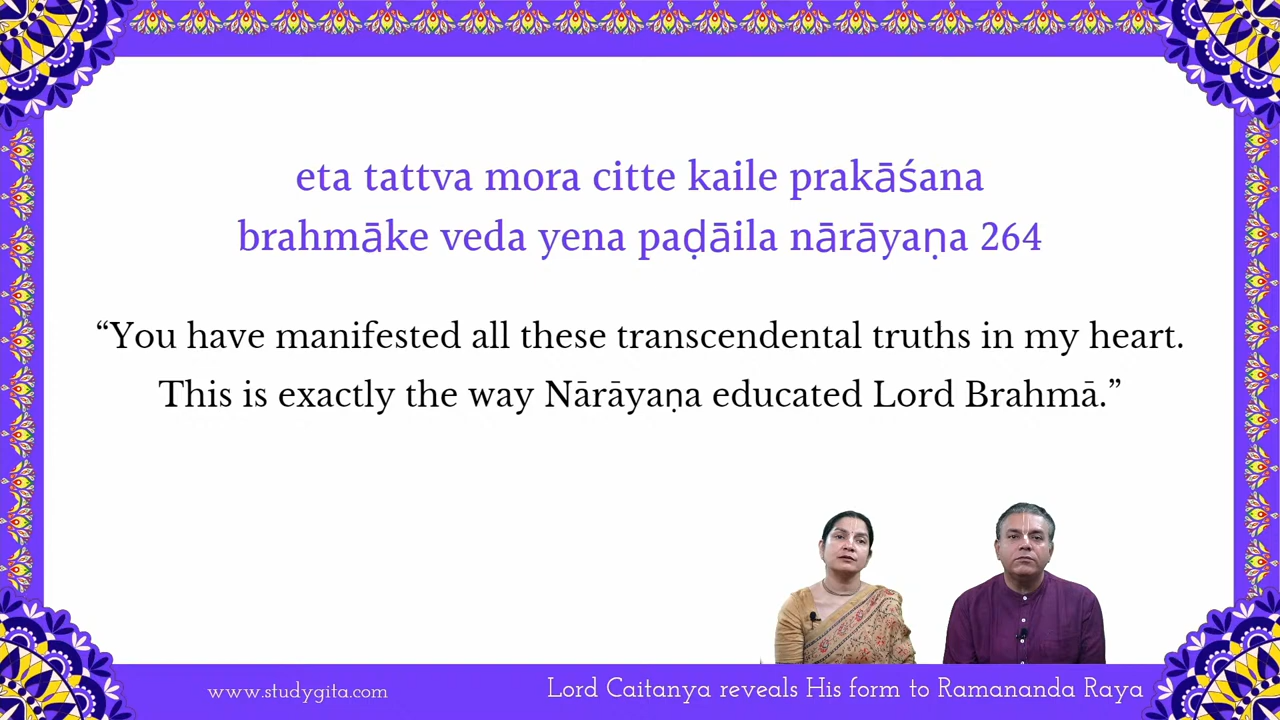 eta tattva mora citte kaile prakāśana
brahmāke veda yena paḍāila nārāyaṇa 264
“You have manifested all these transcendental truths in my heart.
This is exactly the way Nārāyaṇa educated Lord Brahmā.”
www.studygita.com
Lord Caitanya reveals His form to Ramananda Raya